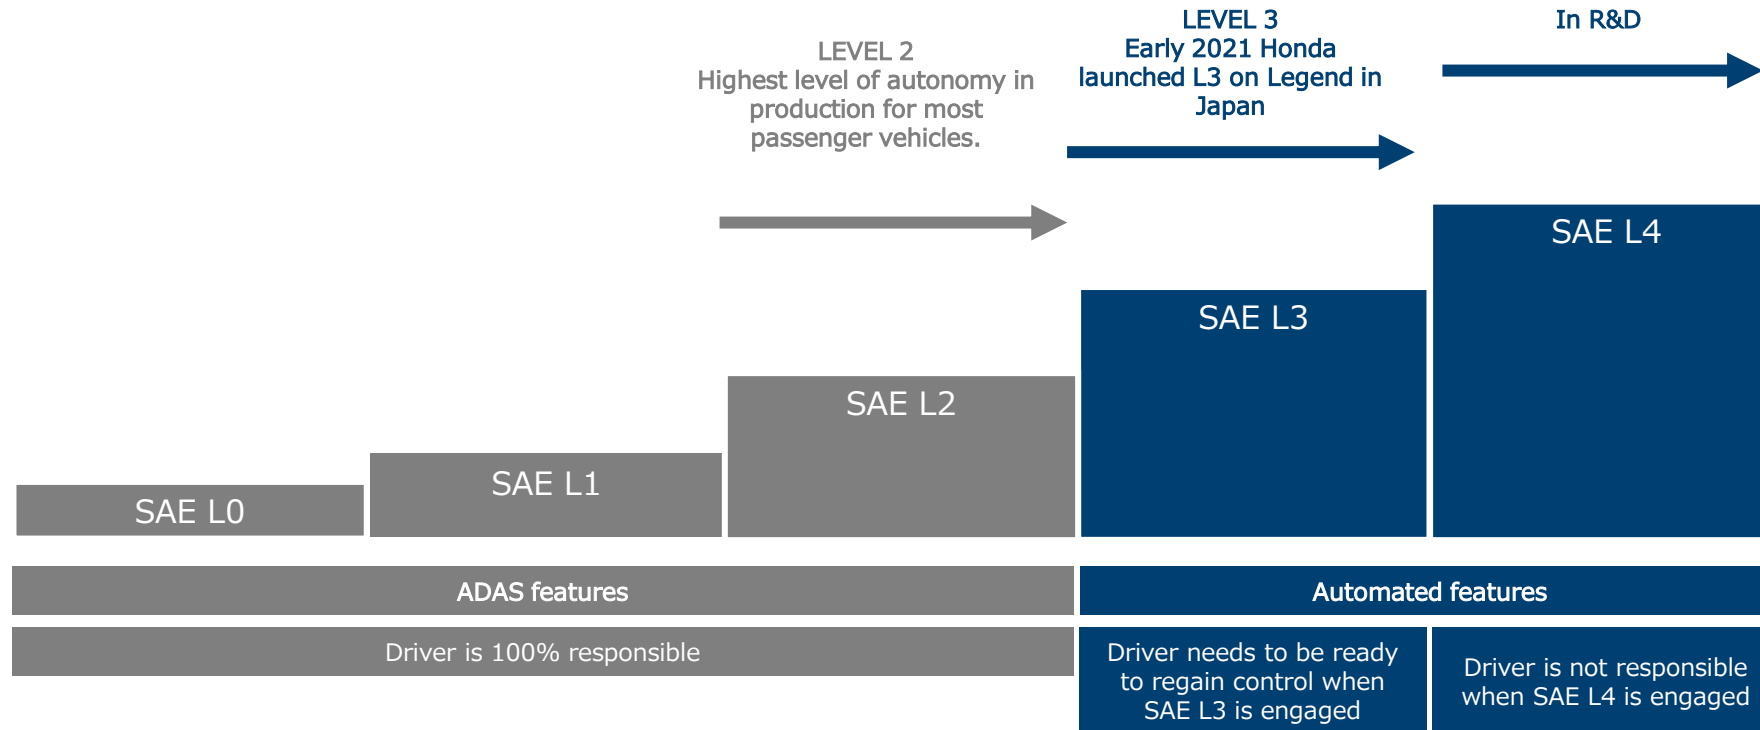 LEVEL 2
Highest level of autonomy in
production for most
passenger vehicles.
LEVEL 3
Early 2021 Honda
launched L3 on Legend in
Japan
In R&D
SAE L0
SAE L1
SAE L2
SAE L3
SAE L4
ADAS features
Automated features
Driver is 100% responsible
Driver needs to be ready
to regain control when
SAE L3 is engaged
Driver is not responsible
when SAE L4 is engaged